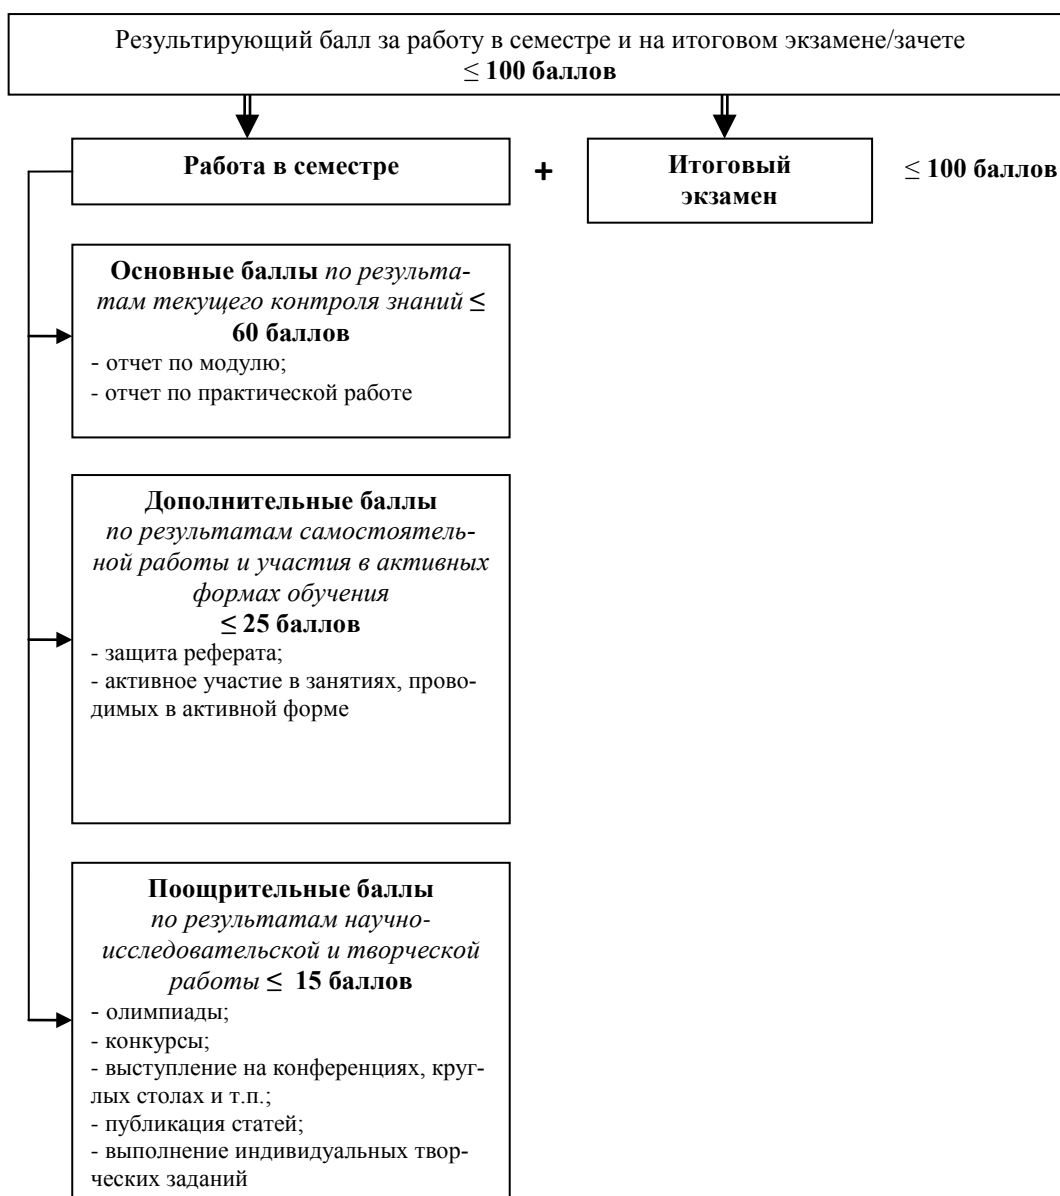 Результирующий балл за работу в семестре и на итоговом экзамене/зачете
≤ 100 баллов
Работа в семестре
+
Итоговый
экзамен
≤ 100 баллов
Основные баллы по результа-
там текущего контроля знаний ≤
60 баллов
- отчет по модулю;
- отчет по практической работе
Дополнительные баллы
по результатам самостоятель-
ной работы и участия в активных
формах обучения
≤ 25 баллов
- защита реферата;
- активное участие в занятиях, прово-
димых в активной форме
Поощрительные баллы
по результатам научно-
исследовательской и творческой
работы ≤ 15 баллов
- олимпиады;
- конкурсы;
- выступление на конференциях, круг-
лых столах и т.п.;
- публикация статей;
- выполнение индивидуальных твор-
ческих заданий